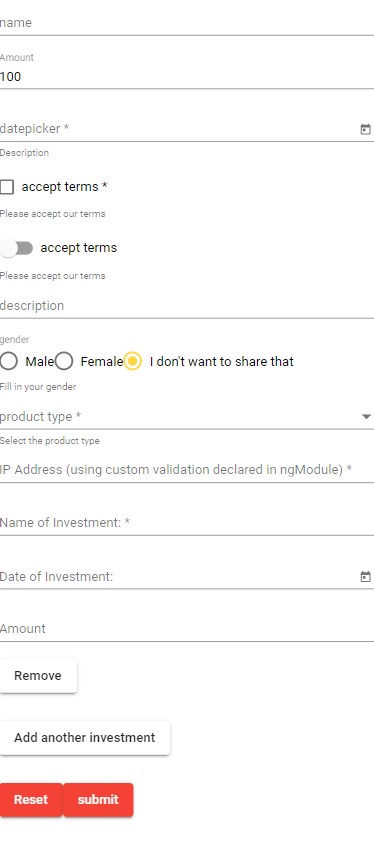 name
Amount
100
datepicker *
Description
accept terms *
Please accept our terms
accept terms
Please accept our terms
description
gender
Male Female I don't want to share that
Fill in your gender
product type *
Select the product type
IP Address (using custom validation declared in ngModule) *
Name of Investment: *
Date of Investment:
Amount
Remove
Add another investment
Reset submit